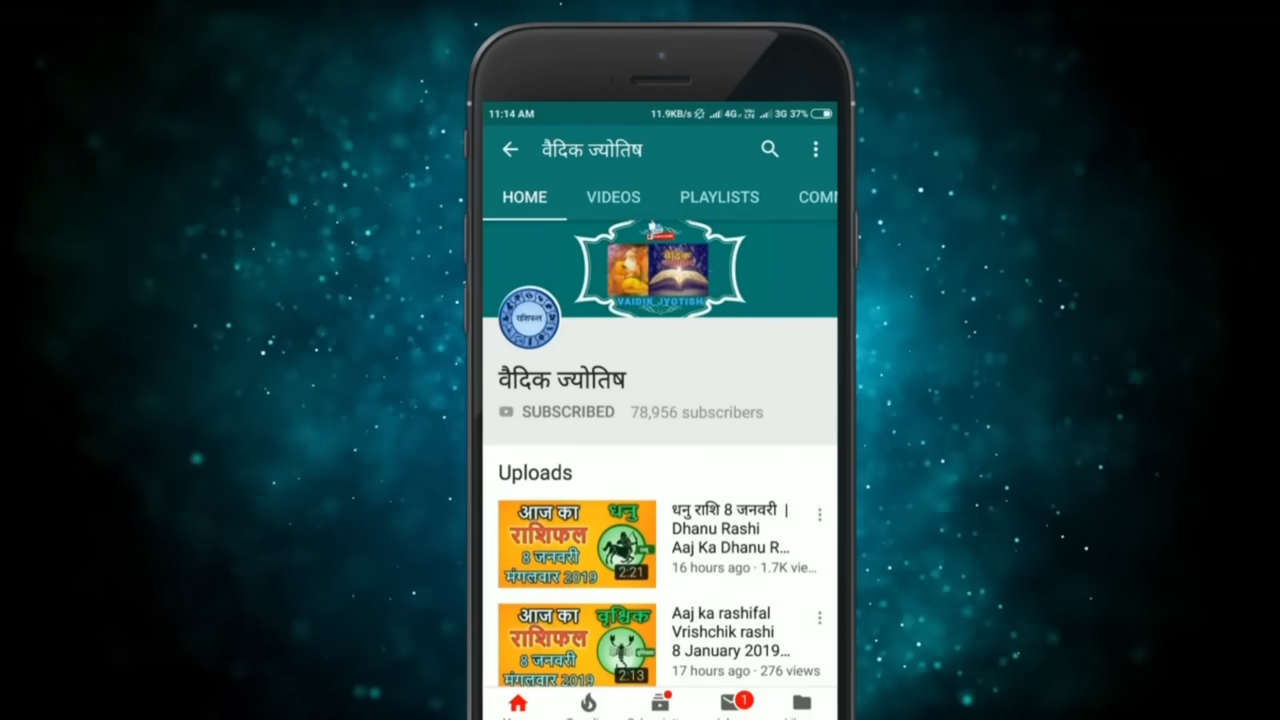 11:14 AM 11.9KB/s 4G 3G 37%
वैदिक ज्योतिष
HOME VIDEOS PLAYLISTS COMM
वैदिक
VAIDIK JYOTISH
राशिफल
वैदिक ज्योतिष
SUBSCRIBED 78,956 subscribers
Uploads
आज का धनु
राशिफल
8 जनवरी
मंगलवार 2019 2:21
धनु राशि 8 जनवरी |
Dhanu Rashi
Aaj Ka Dhanu R...
16 hours ago · 1.7K vie...
आज का वृश्चिक
राशिफल
8 जनवरी
मंगलवार 2019 2:13
Aaj ka rashifal
Vrishchik rashi
8 January 2019...
17 hours ago · 276 views
1